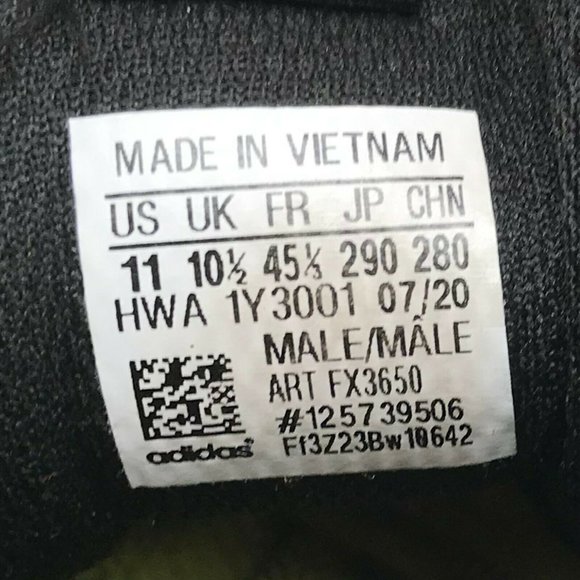 MADE IN VIETNAM
US UK FR JP CHN
11 10½ 45⅓ 290 280
HWA 1Y3001 07/20
MALE/MÂLE
ART FX3650
#125739506
Ff3Z23Bw10642
adidas